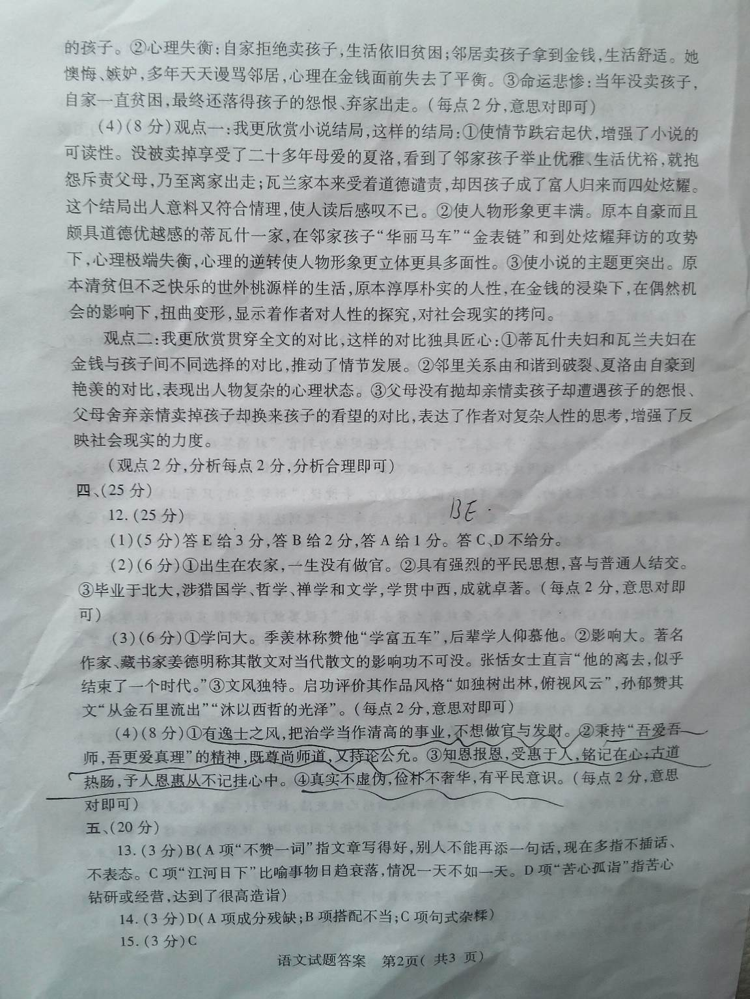 的孩子。②心理失衡:自家拒绝卖孩子,生活依旧贫困;邻居卖孩子拿到金钱,生活舒适。她
懊悔、嫉妒,多年天天谩骂邻居,心理在金钱面前失去了平衡。③命运悲惨:当年没卖孩子,
自家一直贫困,最终还落得孩子的怨恨、弃家出走。(每点2分,意思对即可)
(4)(8分)观点一:我更欣赏小说结局,这样的结局:①使情节跌宕起伏,增强了小说的
可读性。没被卖掉享受了二十多年母爱的夏洛,看到了邻家孩子举止优雅、生活优裕,就抱
怨斥责父母,乃至离家出走;瓦兰家本来受着道德谴责,却因孩子成了富人归来而四处炫耀。
这个结局出人意料又符合情理,使人读后感叹不已。②使人物形象更丰满。原本自豪而且
颇具道德优越感的蒂瓦什一家,在邻家孩子“华丽马车”“金表链”和到处炫耀拜访的攻势
下,心理极端失衡,心理的逆转使人物形象更立体更具多面性。③使小说的主题更突出。原
本清贫但不乏快乐的世外桃源样的生活,原本淳厚朴实的人性,在金钱的浸染下,在偶然机
会的影响下,扭曲变形,显示着作者对人性的探究,对社会现实的拷问。
观点二:我更欣赏贯穿全文的对比,这样的对比独具匠心:①蒂瓦什夫妇和瓦兰夫妇在
金钱与孩子间不同选择的对比,推动了情节发展。②邻里关系由和谐到破裂、夏洛由自豪到
艳羡的对比,表现出人物复杂的心理状态。③父母没有抛却亲情卖孩子却遭遇孩子的怨恨、
父母舍弃亲情卖掉孩子却换来孩子的看望的对比,表达了作者对复杂人性的思考,增强了反
映社会现实的力度。
(观点2分,分析每点2分,分析合理即可)
四、(25分)
BE.
12.(25分)
(1)(5分)答E给3分,答B给2分,答A给1分。答C、D不给分。
(2)(6分)①出生在农家,一生没有做官。②具有强烈的平民思想,喜与普通人结交。
③毕业于北大,涉猎国学、哲学、禅学和文学,学贯中西,成就卓著。(每点2分,意思对即
可)
(3)(6分)①学问大。季羡林称赞他“学富五车”,后辈学人仰慕他。②影响大。著名
作家、藏书家姜德明称其散文对当代散文的影响功不可没。张恬女士直言“他的离去,似乎
结束了一个时代。”③文风独特。启功评价其作品风格“如独树出林,俯视风云”,孙郁赞其
文“从金石里流出”“沐以西哲的光泽”。(每点2分,意思对即可)
(4)(8分)①有逸士之风,把治学当作清高的事业,不想做官与发财。②秉持“吾爱吾
师,吾更爱真理”的精神,既尊尚师道,又持论公允。③知恩报恩,受惠于人,铭记在心;古道
热肠,予人恩惠从不记挂心中。④真实不虚伪,俭朴不奢华,有平民意识。(每点2分,意思
对即可)
五、(20分)
13.(3分)B(A项“不赞一词”指文章写得好,别人不能再添一句话,现在多指不插话、
不表态。C项“江河日下”比喻事物日趋衰落,情况一天不如一天。D项“苦心孤诣”指苦心
钻研或经营,达到了很高造诣)
14.(3分)D(A项成分残缺;B项搭配不当;C项句式杂糅)
15.(3分)C
语文试题答案 第2页(共3页)